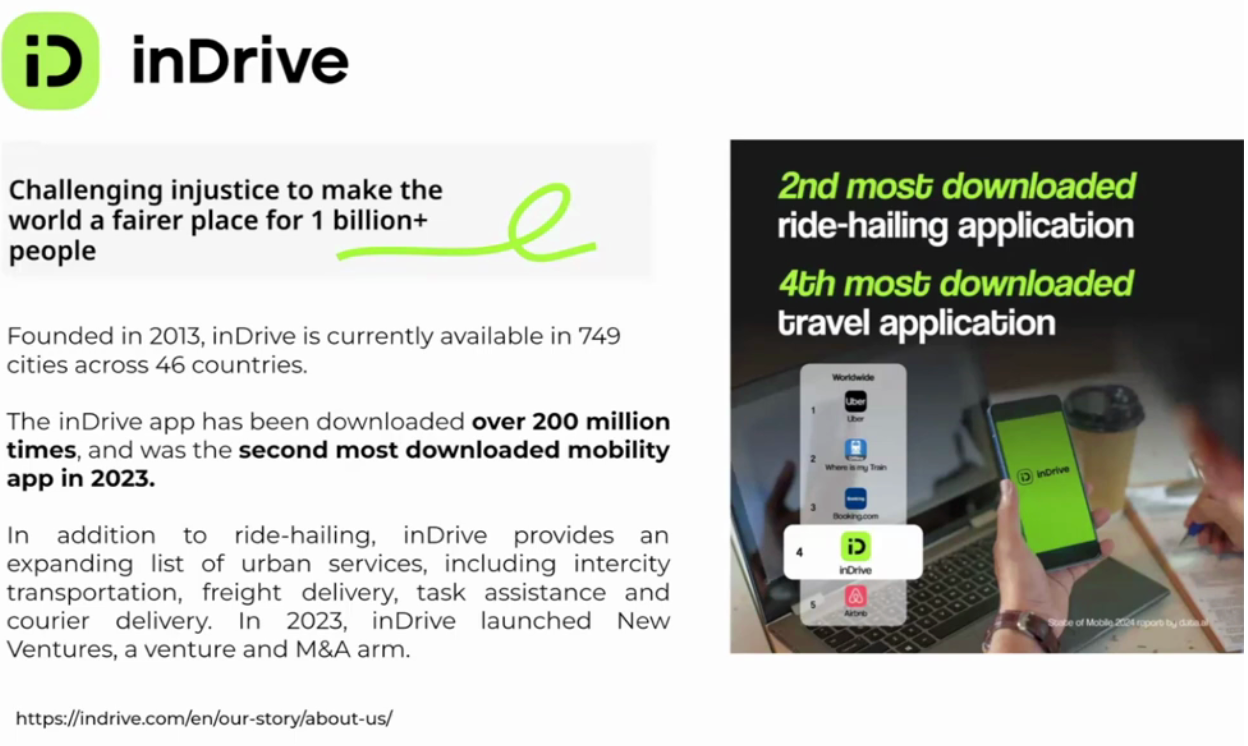 iD inDrive
Challenging injustice to make the
world a fairer place for 1 billion+
people
Founded in 2013, inDrive is currently available in 749
cities across 46 countries.
The inDrive app has been downloaded over 200 million
times, and was the second most downloaded mobility
app in 2023.
In addition to ride-hailing, inDrive provides an
expanding list of urban services, including intercity
transportation, freight delivery, task assistance and
courier delivery. In 2023, inDrive launched New
Ventures, a venture and M&A arm.
https://indrive.com/en/our-story/about-us/
2nd most downloaded
ride-hailing application
4th most downloaded
travel application
Worldwide
1
Uber
Uber
2
Where is my Train
3
Booking
Booking.com
4
iD
inDrive
5
Airbnb
iD inDrive
State of Mobile 2024 report by data.ai